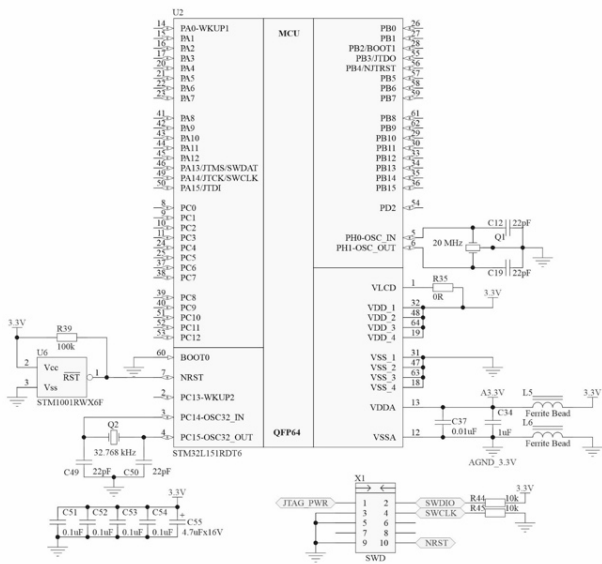 U2
MCU
14 PA0-WKUP1
15 PA1
16 PA2
17 PA3
20 PA4
21 PA5
22 PA6
23 PA7
41 PA8
42 PA9
43 PA10
44 PA11
45 PA12
46 PA13/JTMS/SWDAT
49 PA14/JTCK/SWCLK
50 PA15/JTDI
8 PC0
9 PC1
10 PC2
11 PC3
24 PC4
25 PC5
37 PC6
38 PC7
39 PC8
40 PC9
51 PC10
52 PC11
53 PC12
60 BOOT0
7 NRST
2 PC13-WKUP2
3 PC14-OSC32_IN
4 PC15-OSC32_OUT
QFP64
STM32L151RDT6
PB0 26
PB1 27
PB2/BOOT1 28
PB3/JTDO 55
PB4/NJTRST 56
PB5 57
PB6 58
PB7 59
PB8 61
PB9 62
PB10 29
PB11 30
PB12 33
PB13 34
PB14 35
PB15 36
PD2 54
PH0-OSC_IN 5
PH1-OSC_OUT 6
C12 22pF
Q1
20 MHz
C19 22pF
VLCD 1
R35
0R
3.3V
VDD_1 32
VDD_2 48
VDD_3 64
VDD_4 19
VSS_1 31
VSS_2 47
VSS_3 63
VSS_4 18
VDDA 13
VSSA 12
A3.3V
L5
Ferrite Bead
L6
Ferrite Bead
C37
0.01uF
C34
1uF
AGND_3.3V
3.3V
R39
100k
U6
2 Vcc
RST 1
3 Vss
STM1001RWX6F
Q2
32.768 kHz
C49 22pF
C50 22pF
3.3V
C51 C52 C53 C54 C55
0.1uF 0.1uF 0.1uF 0.1uF 4.7uFx16V
+
X1
JTAG_PWR 1 2 SWDIO R44 10k 3.3V
3 4 SWCLK R45 10k
5 6
7 8
9 10 NRST
SWD